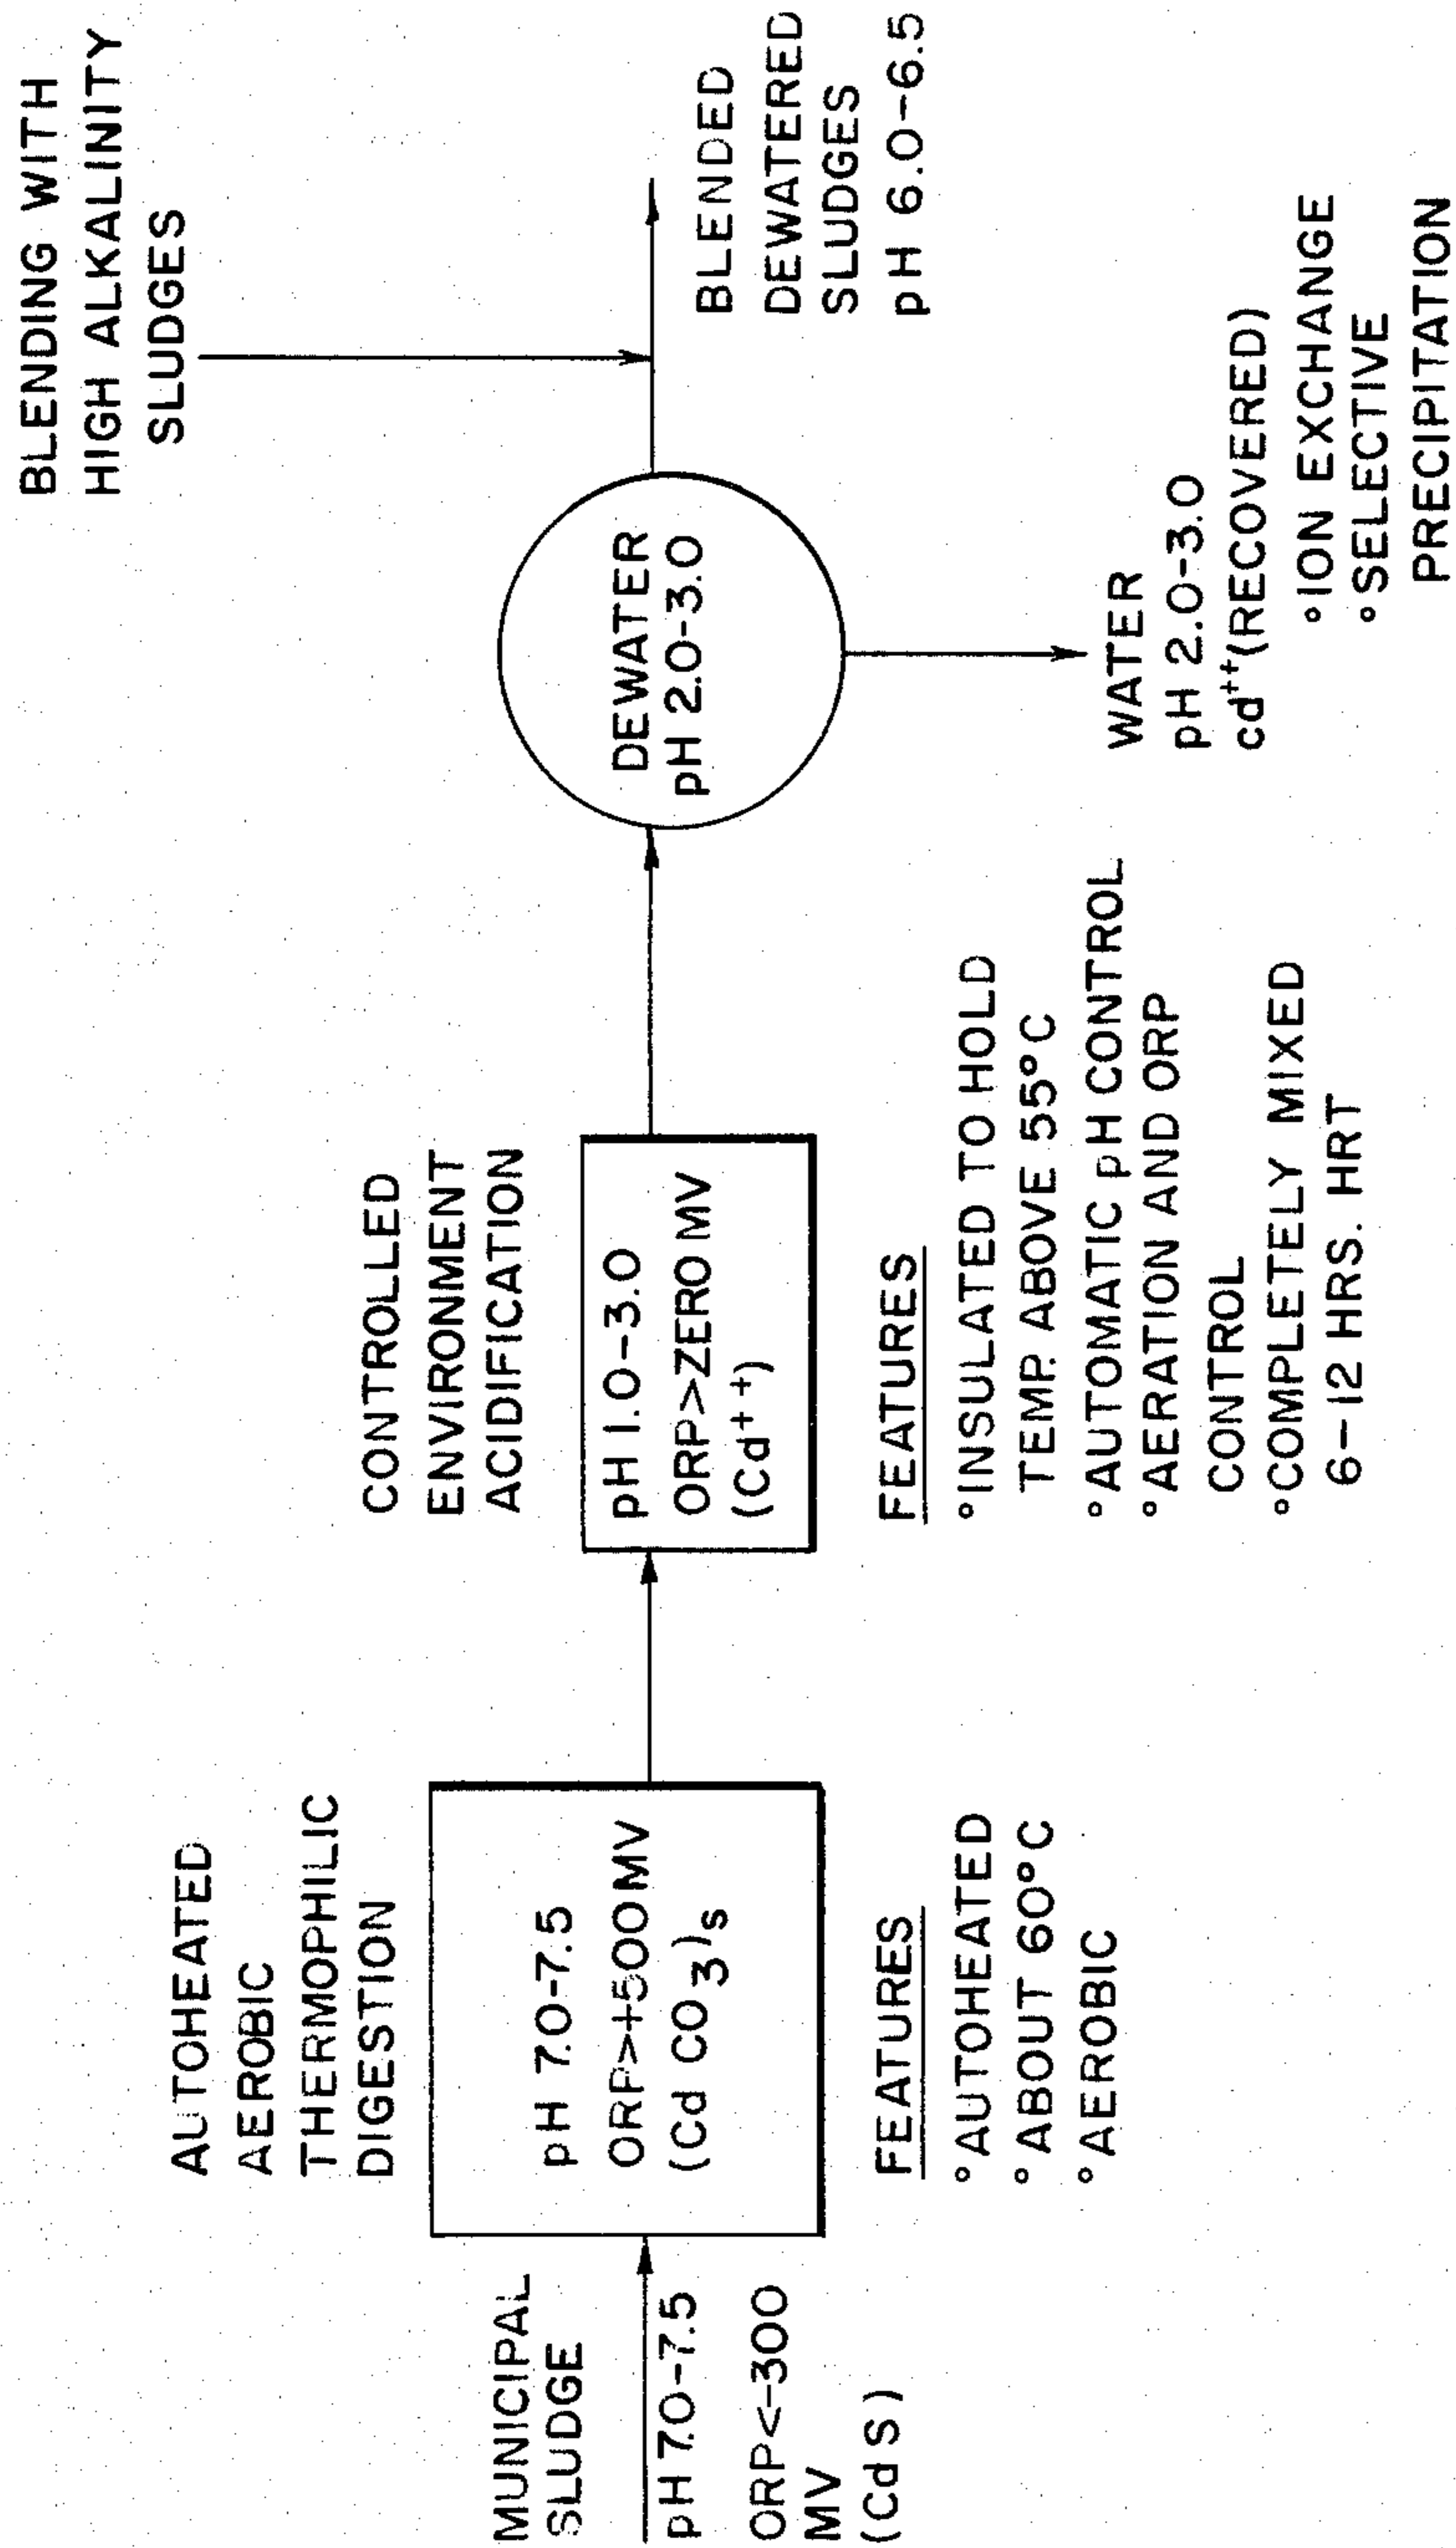 MUNICIPAL
SLUDGE
pH 7.0-7.5
ORP<-300
MV
(Cd S)
AUTOHEATED
AEROBIC
THERMOPHILIC
DIGESTION
pH 7.0-7.5
ORP>+500MV
(Cd CO3)s
FEATURES
°AUTOHEATED
°ABOUT 60°C
°AEROBIC
CONTROLLED
ENVIRONMENT
ACIDIFICATION
pH 1.0-3.0
ORP>ZERO MV
(Cd++)
FEATURES
°INSULATED TO HOLD
TEMP. ABOVE 55°C
°AUTOMATIC pH CONTROL
°AERATION AND ORP
CONTROL
°COMPLETELY MIXED
6-12 HRS. HRT
DEWATER
pH 2.0-3.0
WATER
pH 2.0-3.0
cd++(RECOVERED)
°ION EXCHANGE
°SELECTIVE
PRECIPITATION
BLENDING WITH
HIGH ALKALINITY
SLUDGES
BLENDED
DEWATERED
SLUDGES
pH 6.0-6.5